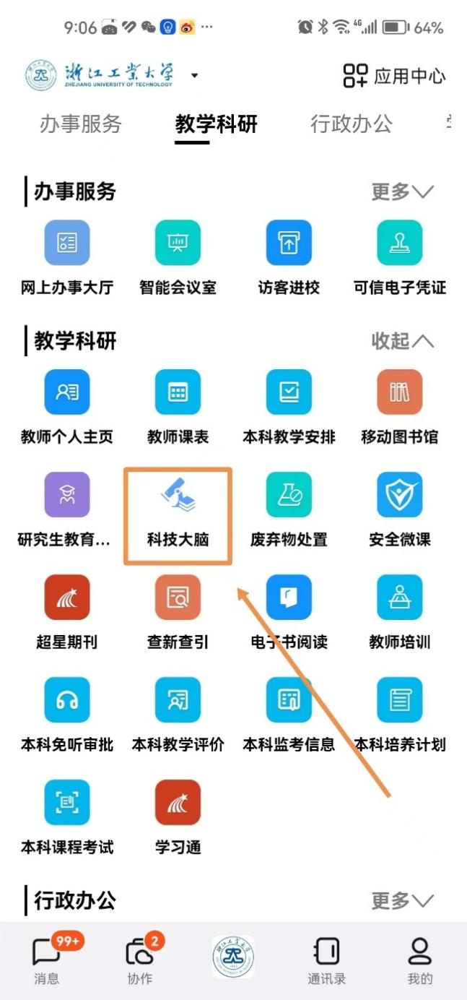 9:06 ... 4G 64%
浙江工业大学
ZHEJIANG UNIVERSITY OF TECHNOLOGY
应用中心
办事服务 教学科研 行政办公
办事服务 更多
网上办事大厅 智能会议室 访客进校 可信电子凭证
教学科研 收起
教师个人主页 教师课表 本科教学安排 移动图书馆
研究生教育... 科技大脑 废弃物处置 安全微课
超星期刊 查新查引 电子书阅读 教师培训
本科免听审批 本科教学评价 本科监考信息 本科培养计划
本科课程考试 学习通
行政办公 更多
99+ 2
消息 协作 通讯录 我的